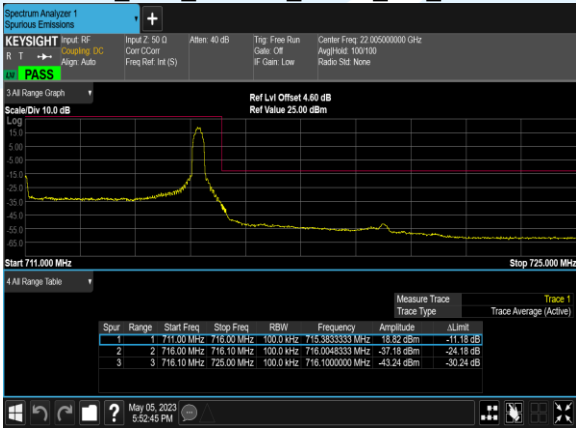 Spectrum Analyzer 1
Spurious Emissions
KEYSIGHT Input: RF Input Z: 50 Ω Atten: 40 dB Trig: Free Run Center Freq: 22.005000000 GHz
R T Coupling: DC Corr CCorr Gate: Off Avg|Hold: 100/100
Align: Auto Freq Ref: Int (S) IF Gain: Low Radio Std: None
PASS
3 All Range Graph
Ref Lvl Offset 4.60 dB
Scale/Div 10.0 dB Ref Value 25.00 dBm
Log
15.0
5.00
-5.00
-15.0
-25.0
-35.0
-45.0
-55.0
-65.0
Start 711.000 MHz Stop 725.000 MHz
4 All Range Table
Measure Trace Trace 1
Trace Type Trace Average (Active)
Spur Range Start Freq Stop Freq RBW Frequency Amplitude ΔLimit
1 1 711.00 MHz 716.00 MHz 100.0 kHz 715.3833333 MHz 18.82 dBm -11.18 dB
2 2 716.00 MHz 716.10 MHz 100.0 kHz 716.0048333 MHz -37.18 dBm -24.18 dB
3 3 716.10 MHz 725.00 MHz 100.0 kHz 716.1000000 MHz -43.24 dBm -30.24 dB
? May 05, 2023
5:52:45 PM